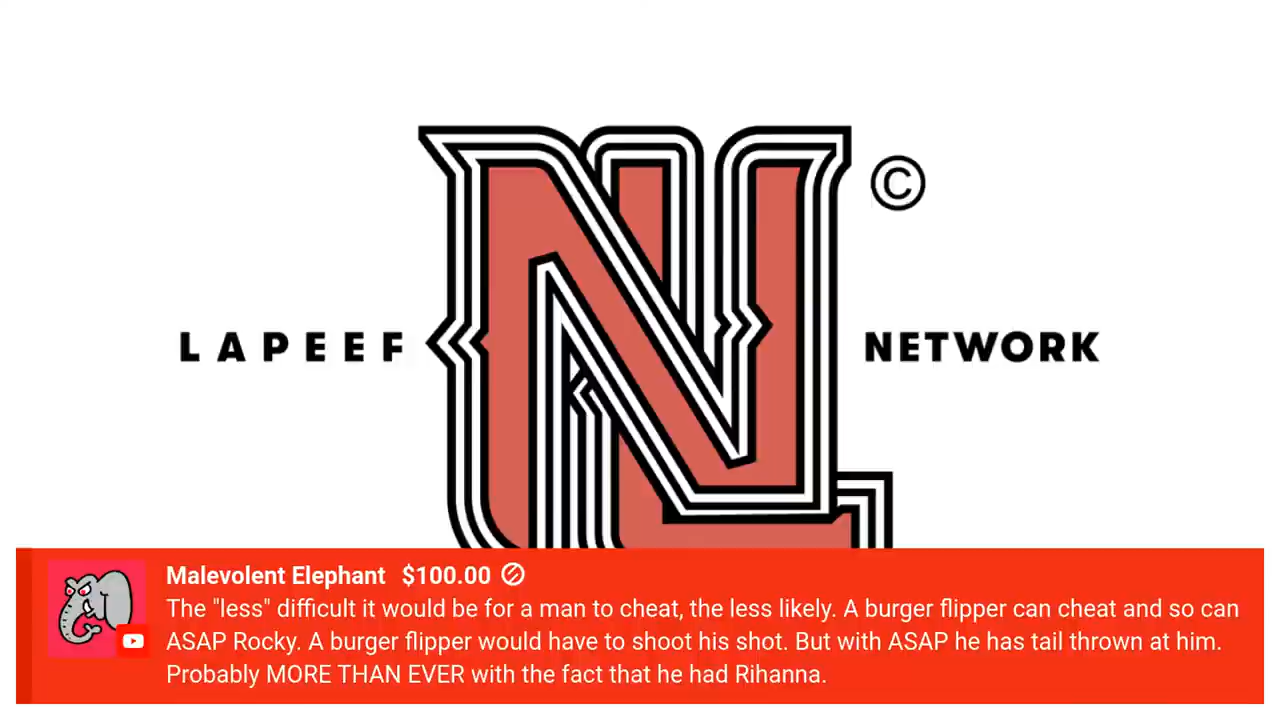 ©
LAPEEF NETWORK
Malevolent Elephant $100.00
The "less" difficult it would be for a man to cheat, the less likely. A burger flipper can cheat and so can
ASAP Rocky. A burger flipper would have to shoot his shot. But with ASAP he has tail thrown at him.
Probably MORE THAN EVER with the fact that he had Rihanna.